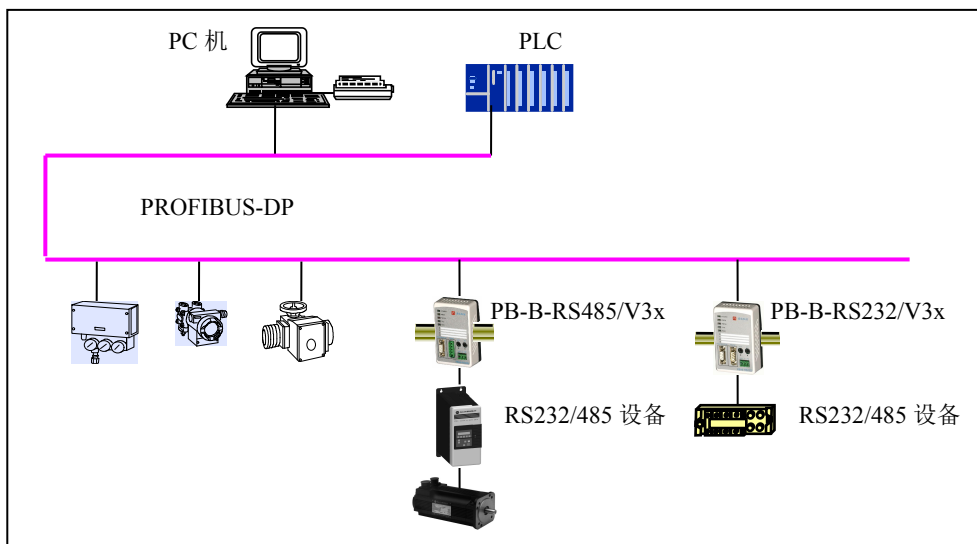 PC 机
PLC
PROFIBUS-DP
PB-B-RS485/V3x
PB-B-RS232/V3x
RS232/485 设备
RS232/485 设备